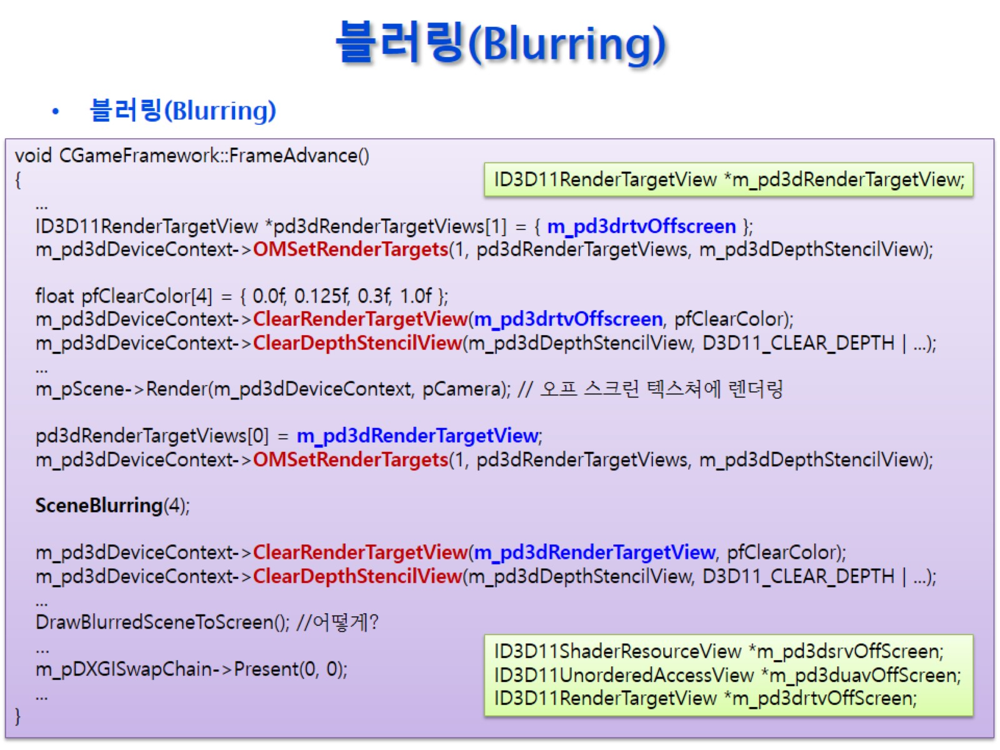 블러링(Blurring)
• 블러링(Blurring)
void CGameFramework::FrameAdvance()
{
ID3D11RenderTargetView *m_pd3dRenderTargetView;
...
ID3D11RenderTargetView *pd3dRenderTargetViews[1] = { m_pd3drtvOffscreen };
m_pd3dDeviceContext->OMSetRenderTargets(1, pd3dRenderTargetViews, m_pd3dDepthStencilView);
float pfClearColor[4] = { 0.0f, 0.125f, 0.3f, 1.0f };
m_pd3dDeviceContext->ClearRenderTargetView(m_pd3drtvOffscreen, pfClearColor);
m_pd3dDeviceContext->ClearDepthStencilView(m_pd3dDepthStencilView, D3D11_CLEAR_DEPTH | ...);
...
m_pScene->Render(m_pd3dDeviceContext, pCamera); // 오프 스크린 텍스쳐에 렌더링
pd3dRenderTargetViews[0] = m_pd3dRenderTargetView;
m_pd3dDeviceContext->OMSetRenderTargets(1, pd3dRenderTargetViews, m_pd3dDepthStencilView);
SceneBlurring(4);
m_pd3dDeviceContext->ClearRenderTargetView(m_pd3dRenderTargetView, pfClearColor);
m_pd3dDeviceContext->ClearDepthStencilView(m_pd3dDepthStencilView, D3D11_CLEAR_DEPTH | ...);
...
DrawBlurredSceneToScreen(); //어떻게?
...
m_pDXGISwapChain->Present(0, 0);
...
}
ID3D11ShaderResourceView *m_pd3dsrvOffScreen;
ID3D11UnorderedAccessView *m_pd3duavOffScreen;
ID3D11RenderTargetView *m_pd3drtvOffScreen;